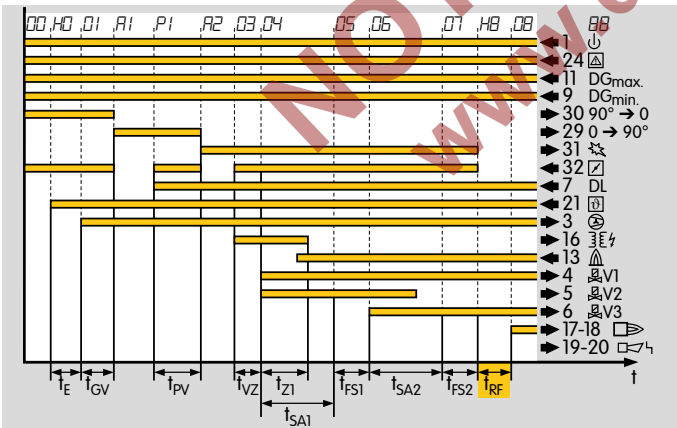 00 H0 01 A1 P1 A2 03 04 05 06 07 H8 08 88
1
24
11 DGmax.
9 DGmin.
30 90° → 0
29 0 → 90°
31
32
7 DL
21
3
16
13
4 V1
5 V2
6 V3
17-18
19-20
t
tE tGV tPV tVZ tZ1 tFS1 tSA2 tFS2 tRF
tSA1
NOT
www.